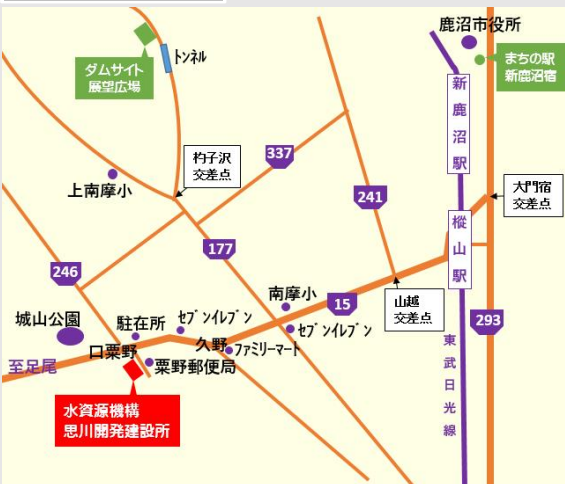 鹿沼市役所
トンネル
ダムサイト
展望広場
まちの駅
新鹿沼宿
新鹿沼駅
杓子沢
交差点
337
上南摩小
241
大門宿
交差点
樅山駅
177
246
南摩小
15
山越
交差点
293
城山公園
駐在所
セブンイレブン
セブンイレブン
久野
ファミリーマート
口粟野
粟野郵便局
至足尾
東武日光線
水資源機構
思川開発建設所